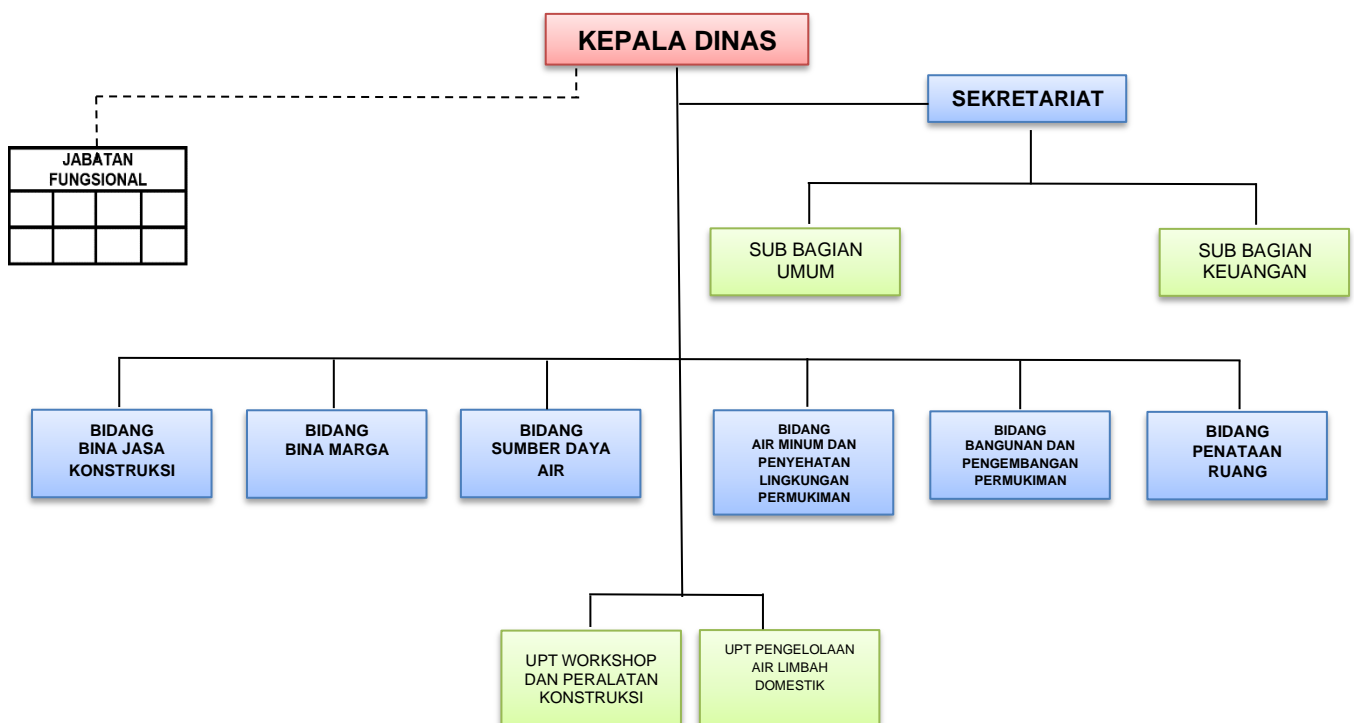 KEPALA DINAS
SEKRETARIAT
JABATAN
FUNGSIONAL
SUB BAGIAN
UMUM
SUB BAGIAN
KEUANGAN
BIDANG
BINA JASA
KONSTRUKSI
BIDANG
BINA MARGA
BIDANG
SUMBER DAYA
AIR
BIDANG
AIR MINUM DAN
PENYEHATAN
LINGKUNGAN
PERMUKIMAN
BIDANG
BANGUNAN DAN
PENGEMBANGAN
PERMUKIMAN
BIDANG
PENATAAN
RUANG
UPT WORKSHOP
DAN PERALATAN
KONSTRUKSI
UPT PENGELOLAAN
AIR LIMBAH
DOMESTIK